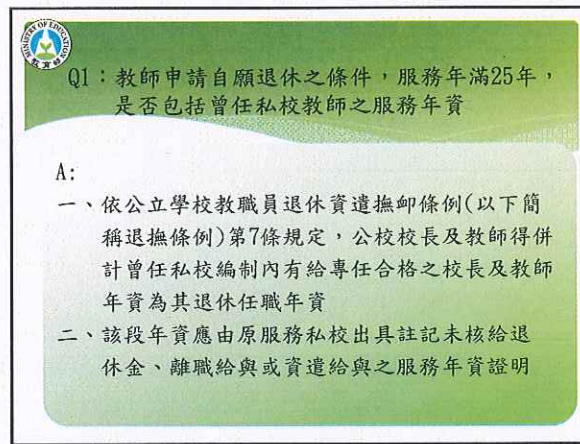 MINISTRY OF EDUCATION
教育部
Q1：教師申請自願退休之條件，服務年滿25年，
是否包括曾任私校教師之服務年資
A:
一、依公立學校教職員退休資遣撫卹條例(以下簡
稱退撫條例)第7條規定，公校校長及教師得併
計曾任私校編制內有給專任合格之校長及教師
年資為其退休任職年資
二、該段年資應由原服務私校出具註記未核給退
休金、離職給與或資遣給與之服務年資證明